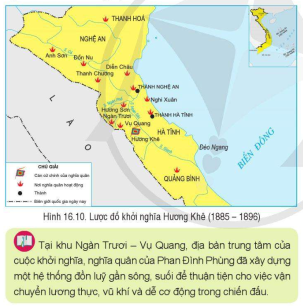 THANH HOÁ
NGHỆ AN
Anh Sơn
Đôn Nu
Diễn Châu
Thanh Chương
THÀNH NGHỆ AN
Nghi Xuân
Hương Sơn
Ngàn Trươi
THÀNH HÀ TĨNH
Vụ Quang
HÀ TĨNH
Hương Khê
BIỂN ĐÔNG
Đèo Ngang
QUẢNG BÌNH
LÀO
CHÚ GIẢI
Căn cứ chính của nghĩa quân
Nơi nghĩa quân hoạt động
Thành
Biên giới quốc gia ngày nay
Hình 16.10. Lược đồ khởi nghĩa Hương Khê (1885 – 1896)
Tại khu Ngàn Trươi – Vụ Quang, địa bàn trung tâm của
cuộc khởi nghĩa, nghĩa quân của Phan Đình Phùng đã xây dựng
một hệ thống đồn luỹ gần sông, suối để thuận tiện cho việc vận
chuyển lương thực, vũ khí và dễ cơ động trong chiến đấu.